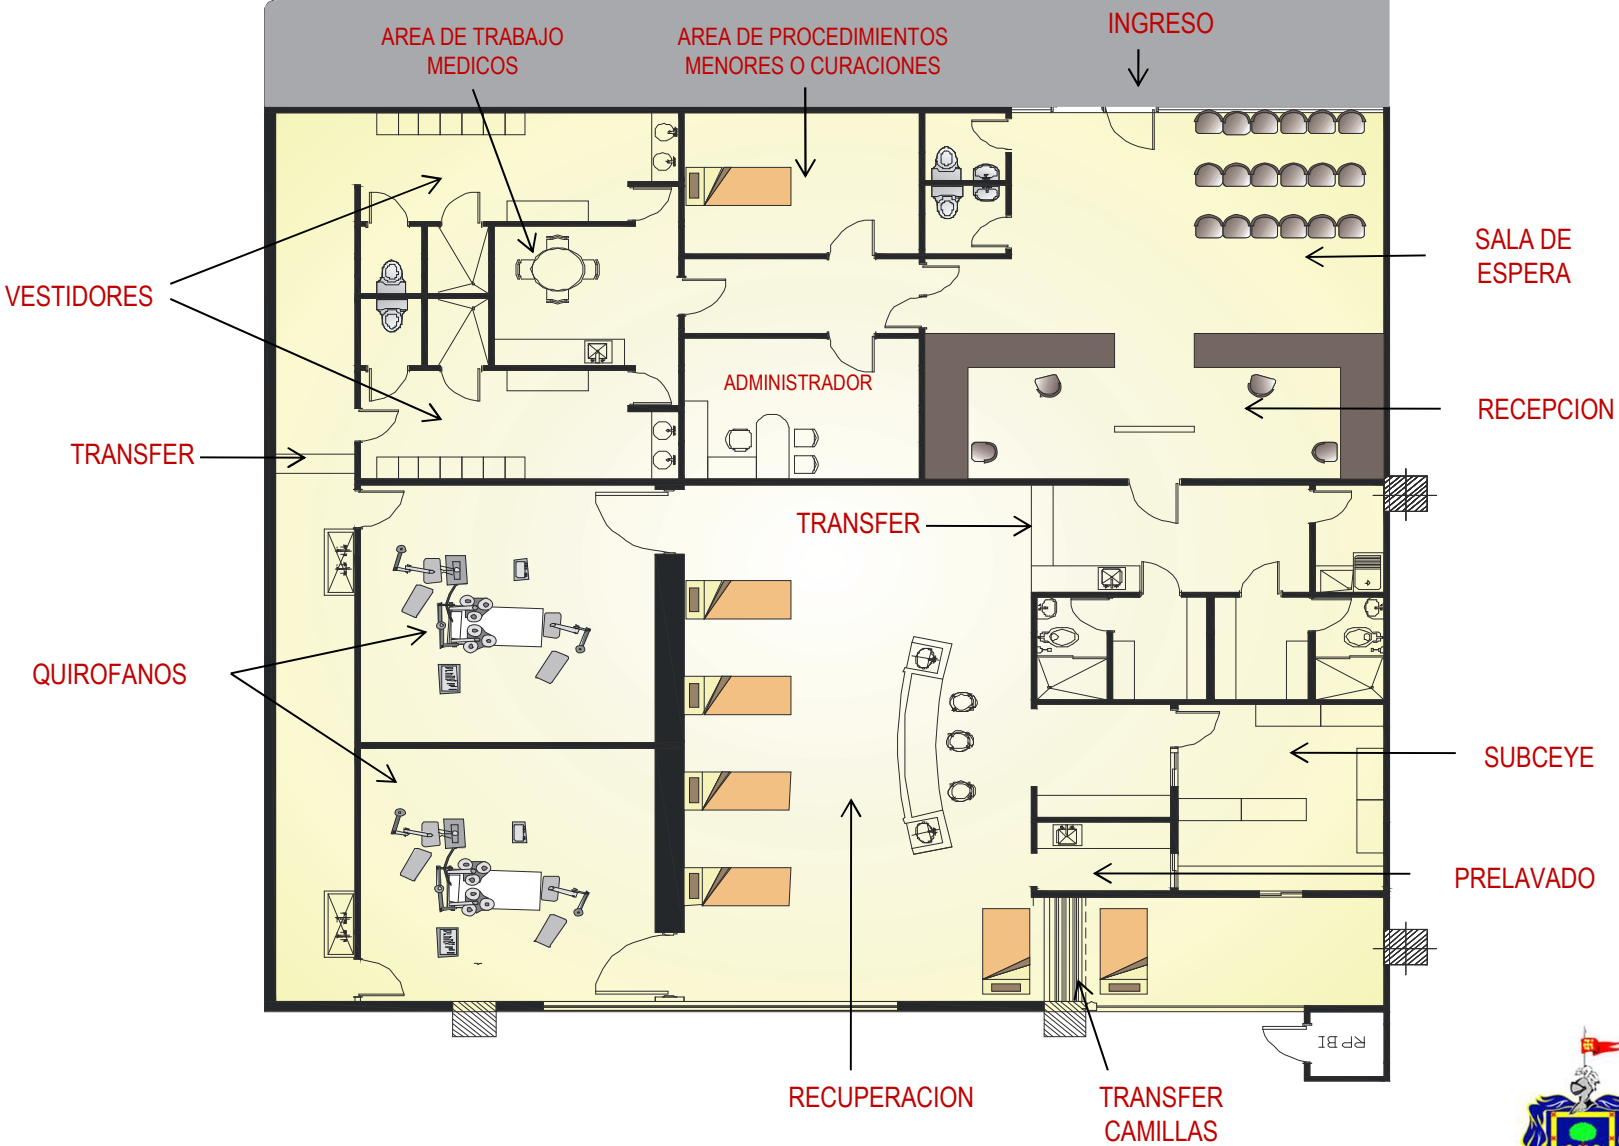 INGRESO
AREA DE TRABAJO
MEDICOS
AREA DE PROCEDIMIENTOS
MENORES O CURACIONES
SALA DE
ESPERA
VESTIDORES
ADMINISTRADOR
RECEPCION
TRANSFER
TRANSFER
QUIROFANOS
SUBCEYE
PRELAVADO
RPBI
RECUPERACION
TRANSFER
CAMILLAS